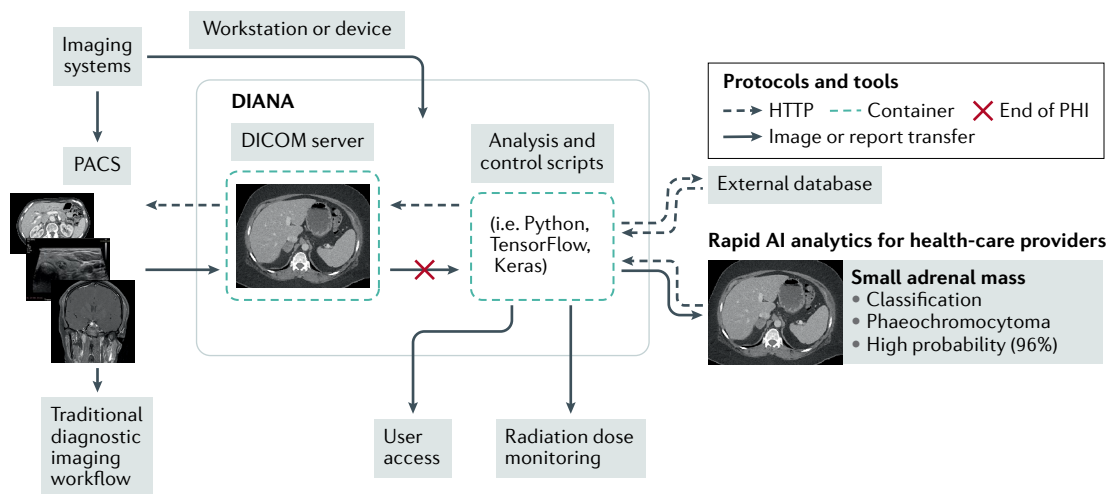 Workstation or device
Imaging
systems
DIANA
DICOM server
Analysis and
control scripts
PACS
(i.e. Python,
TensorFlow,
Keras)
Protocols and tools
HTTP
Container
End of PHI
Image or report transfer
External database
Rapid AI analytics for health-care providers
Small adrenal mass
• Classification
• Phaeochromocytoma
• High probability (96%)
Traditional
diagnostic
imaging
workflow
User
access
Radiation dose
monitoring